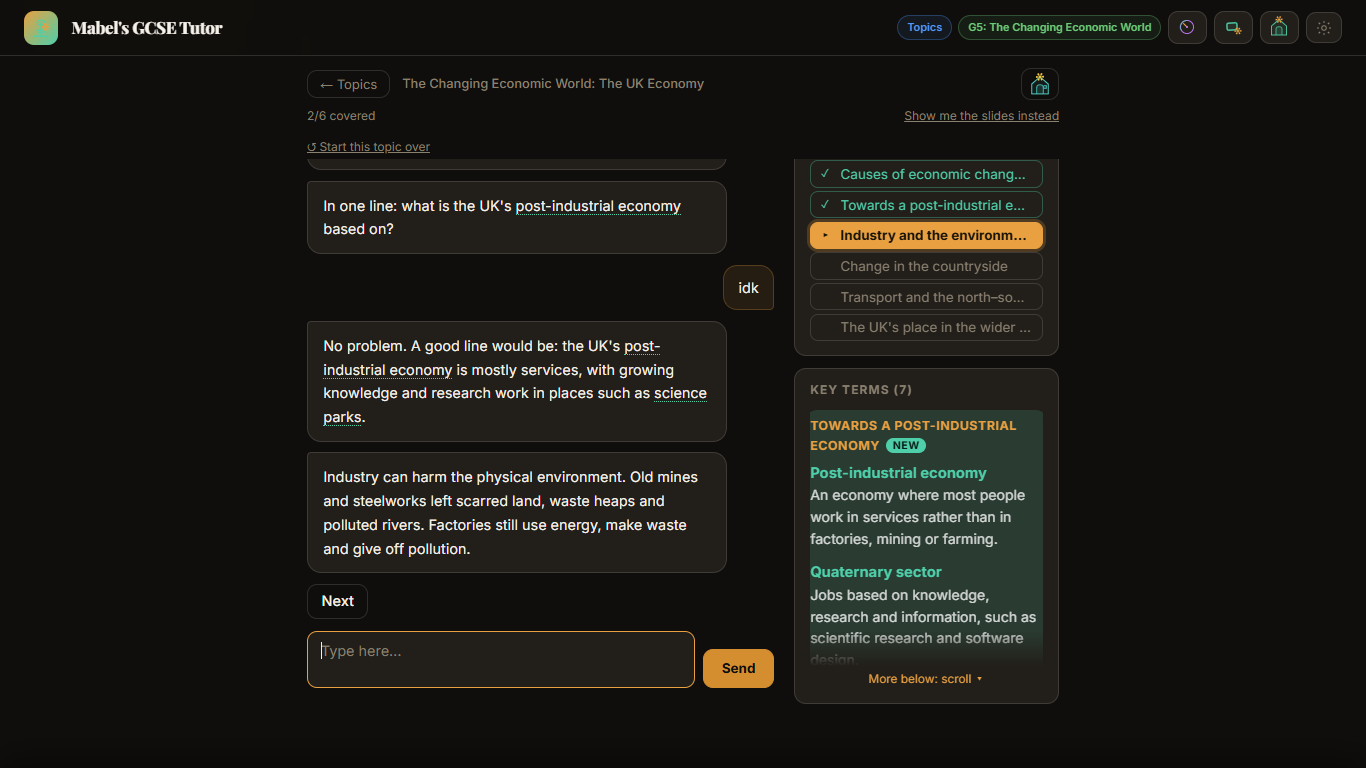 Mabel's GCSE Tutor
Topics
G5: The Changing Economic World
← Topics
The Changing Economic World: The UK Economy
2/6 covered
Show me the slides instead
↺ Start this topic over
In one line: what is the UK's post-industrial economy
based on?
idk
No problem. A good line would be: the UK's post-
industrial economy is mostly services, with growing
knowledge and research work in places such as science
parks.
Industry can harm the physical environment. Old mines
and steelworks left scarred land, waste heaps and
polluted rivers. Factories still use energy, make waste
and give off pollution.
Next
Type here...
Send
✓ Causes of economic chang...
✓ Towards a post-industrial e...
▸ Industry and the environm...
Change in the countryside
Transport and the north–so...
The UK's place in the wider ...
KEY TERMS (7)
TOWARDS A POST-INDUSTRIAL
ECONOMY NEW
Post-industrial economy
An economy where most people
work in services rather than in
factories, mining or farming.
Quaternary sector
Jobs based on knowledge,
research and information, such as
scientific research and software
design.
More below: scroll ▾